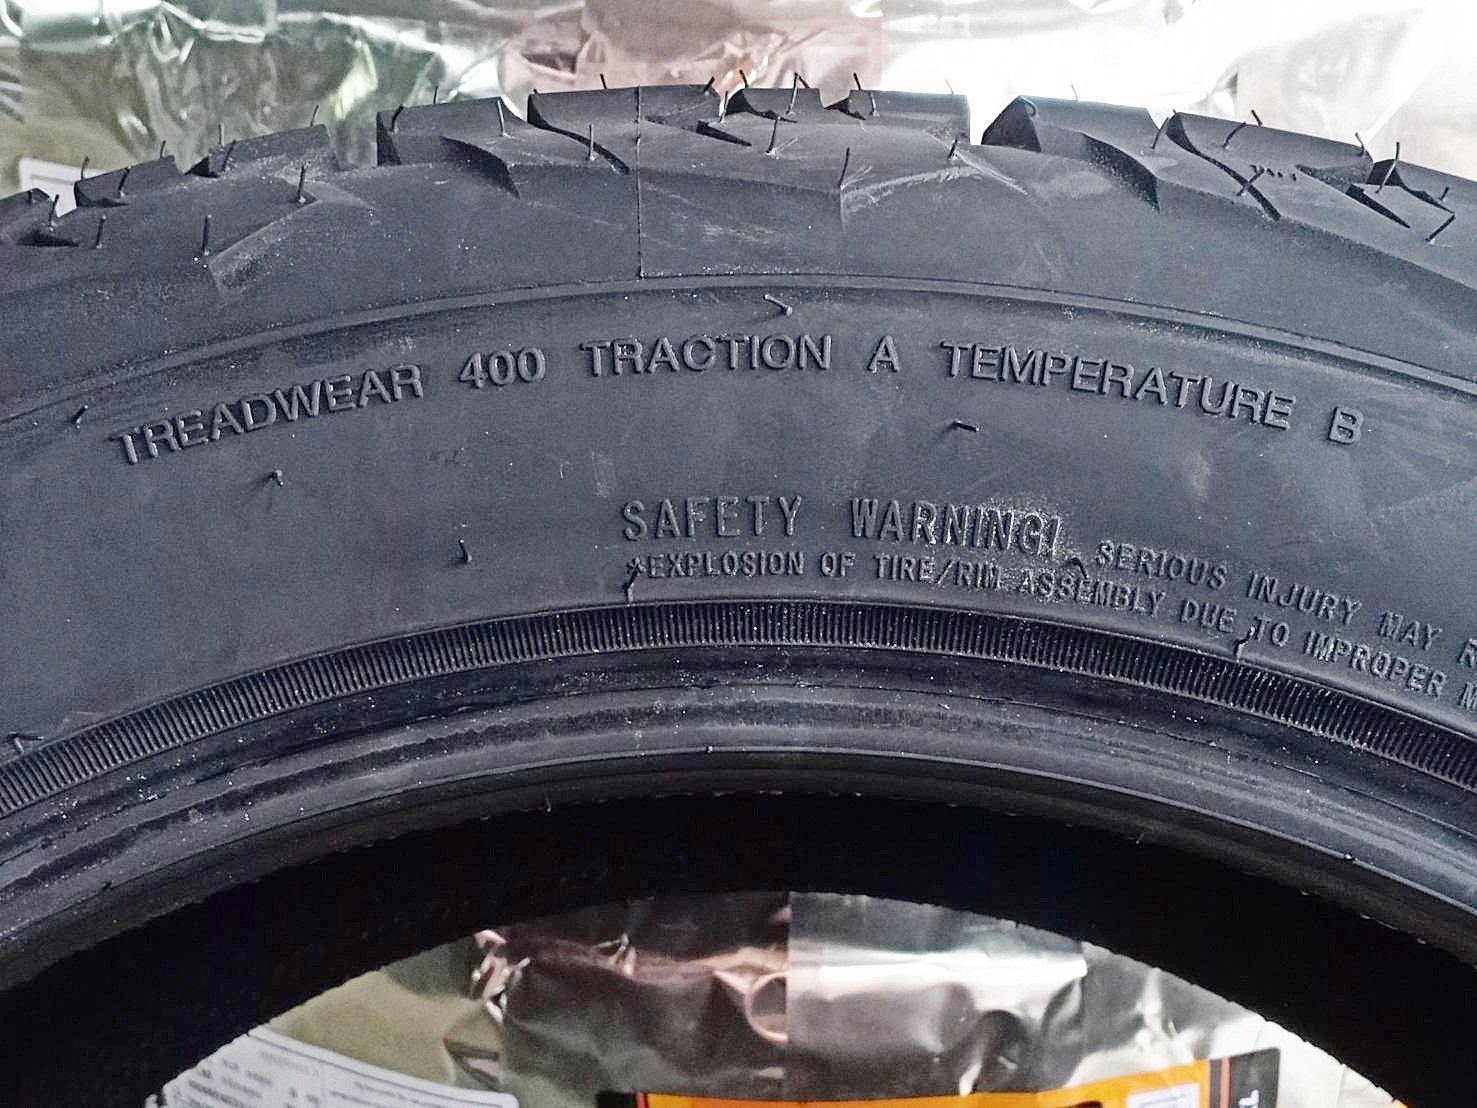 TREADWEAR 400 TRACTION A TEMPERATURE B
SAFETY WARNING! SERIOUS INJURY MAY
*EXPLOSION OF TIRE/RIM ASSEMBLY DUE TO IMPROPER